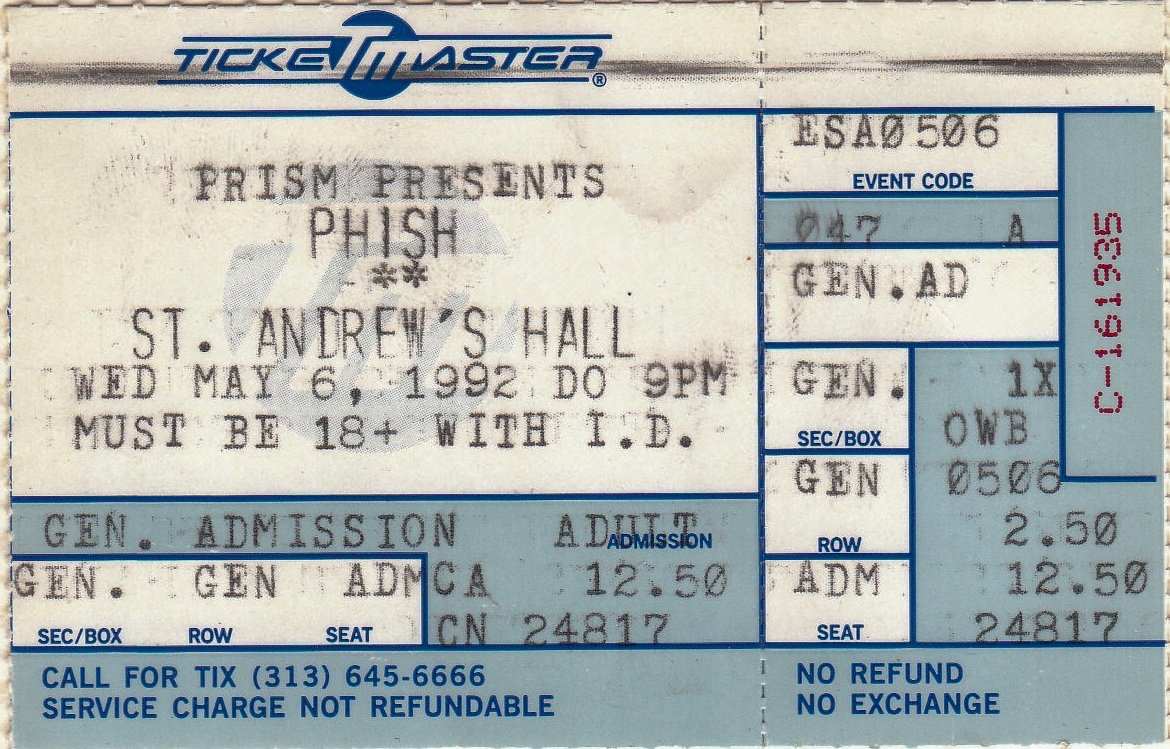 TICKETMASTER®
PRISM PRESENTS
PHISH
**
ST. ANDREW'S HALL
WED MAY 6, 1992 DO 9PM
MUST BE 18+ WITH I.D.
GEN. ADMISSION ADULT
ADMISSION
GEN. GEN ADM CA 12.50
SEC/BOX ROW SEAT CN 24817
CALL FOR TIX (313) 645-6666
SERVICE CHARGE NOT REFUNDABLE
ESA0506
EVENT CODE
047 A
GEN.AD
GEN. 1X
SEC/BOX OWB
GEN 0506
ROW 2.50
ADM 12.50
SEAT 24817
NO REFUND
NO EXCHANGE
C-161935